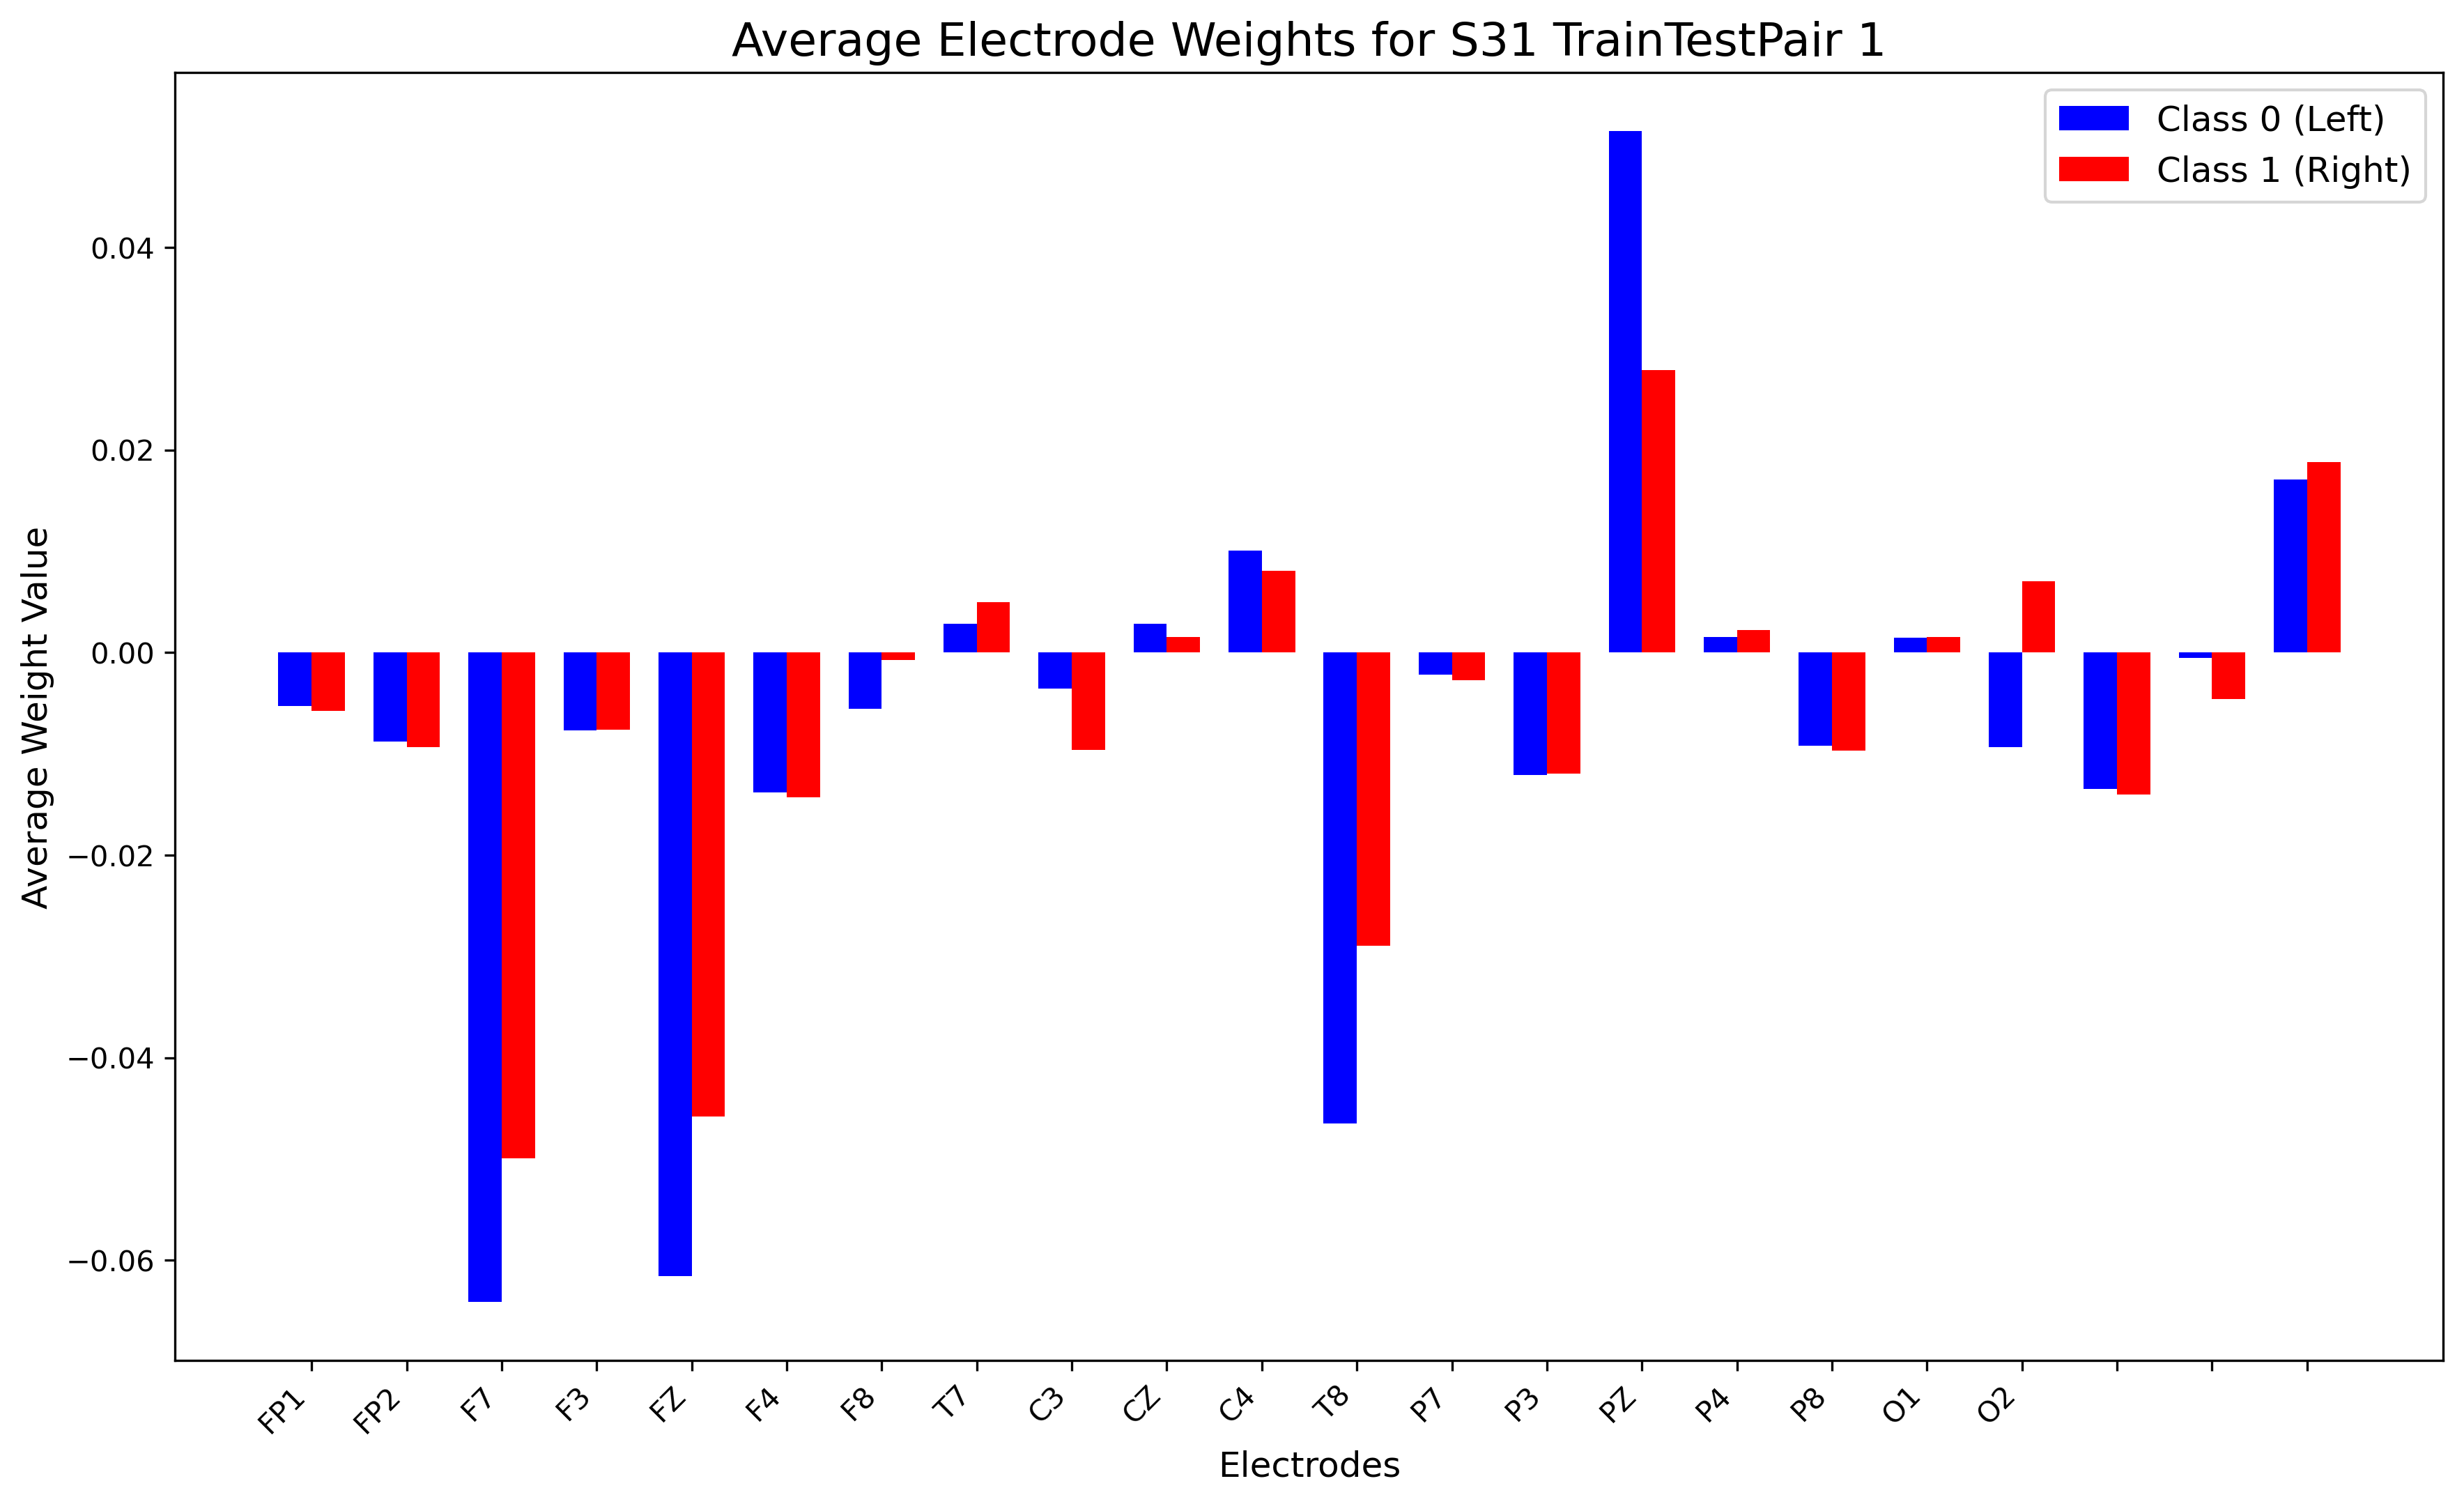 Average Electrode Weights for S31 TrainTestPair 1
Class 0 (Left)
Class 1 (Right)
Average Weight Value
0.04
0.02
0.00
−0.02
−0.04
−0.06
FP1 FP2 F7 F3 FZ F4 F8 T7 C3 CZ C4 T8 P7 P3 PZ P4 P8 O1 O2
Electrodes